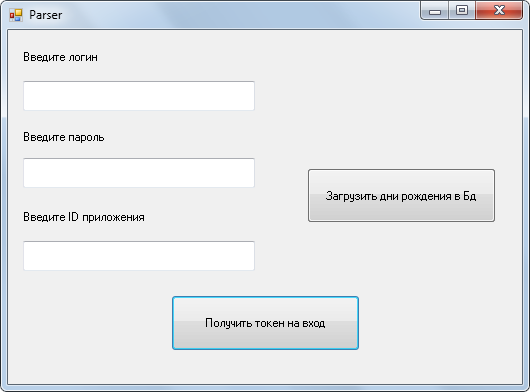 Parser
Введите логин
Введите пароль
Загрузить дни рождения в Бд
Введите ID приложения
Получить токен на вход